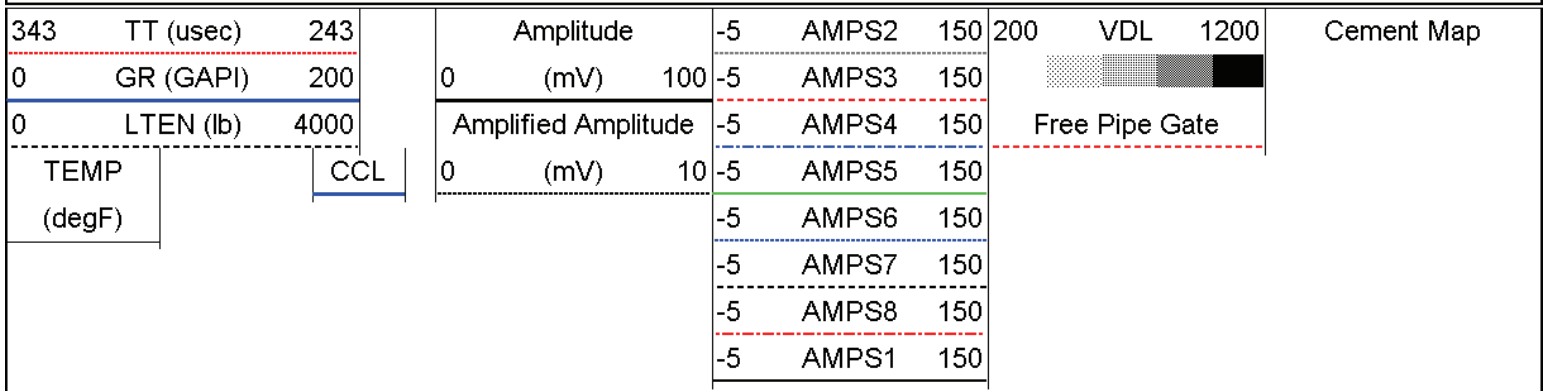 343 TT (usec) 243 Amplitude -5 AMPS2 150 200 VDL 1200 Cement Map
0 GR (GAPI) 200 0 (mV) 100 -5 AMPS3 150
0 LTEN (lb) 4000 Amplified Amplitude -5 AMPS4 150 Free Pipe Gate
TEMP CCL 0 (mV) 10 -5 AMPS5 150
(degF) -5 AMPS6 150
-5 AMPS7 150
-5 AMPS8 150
-5 AMPS1 150